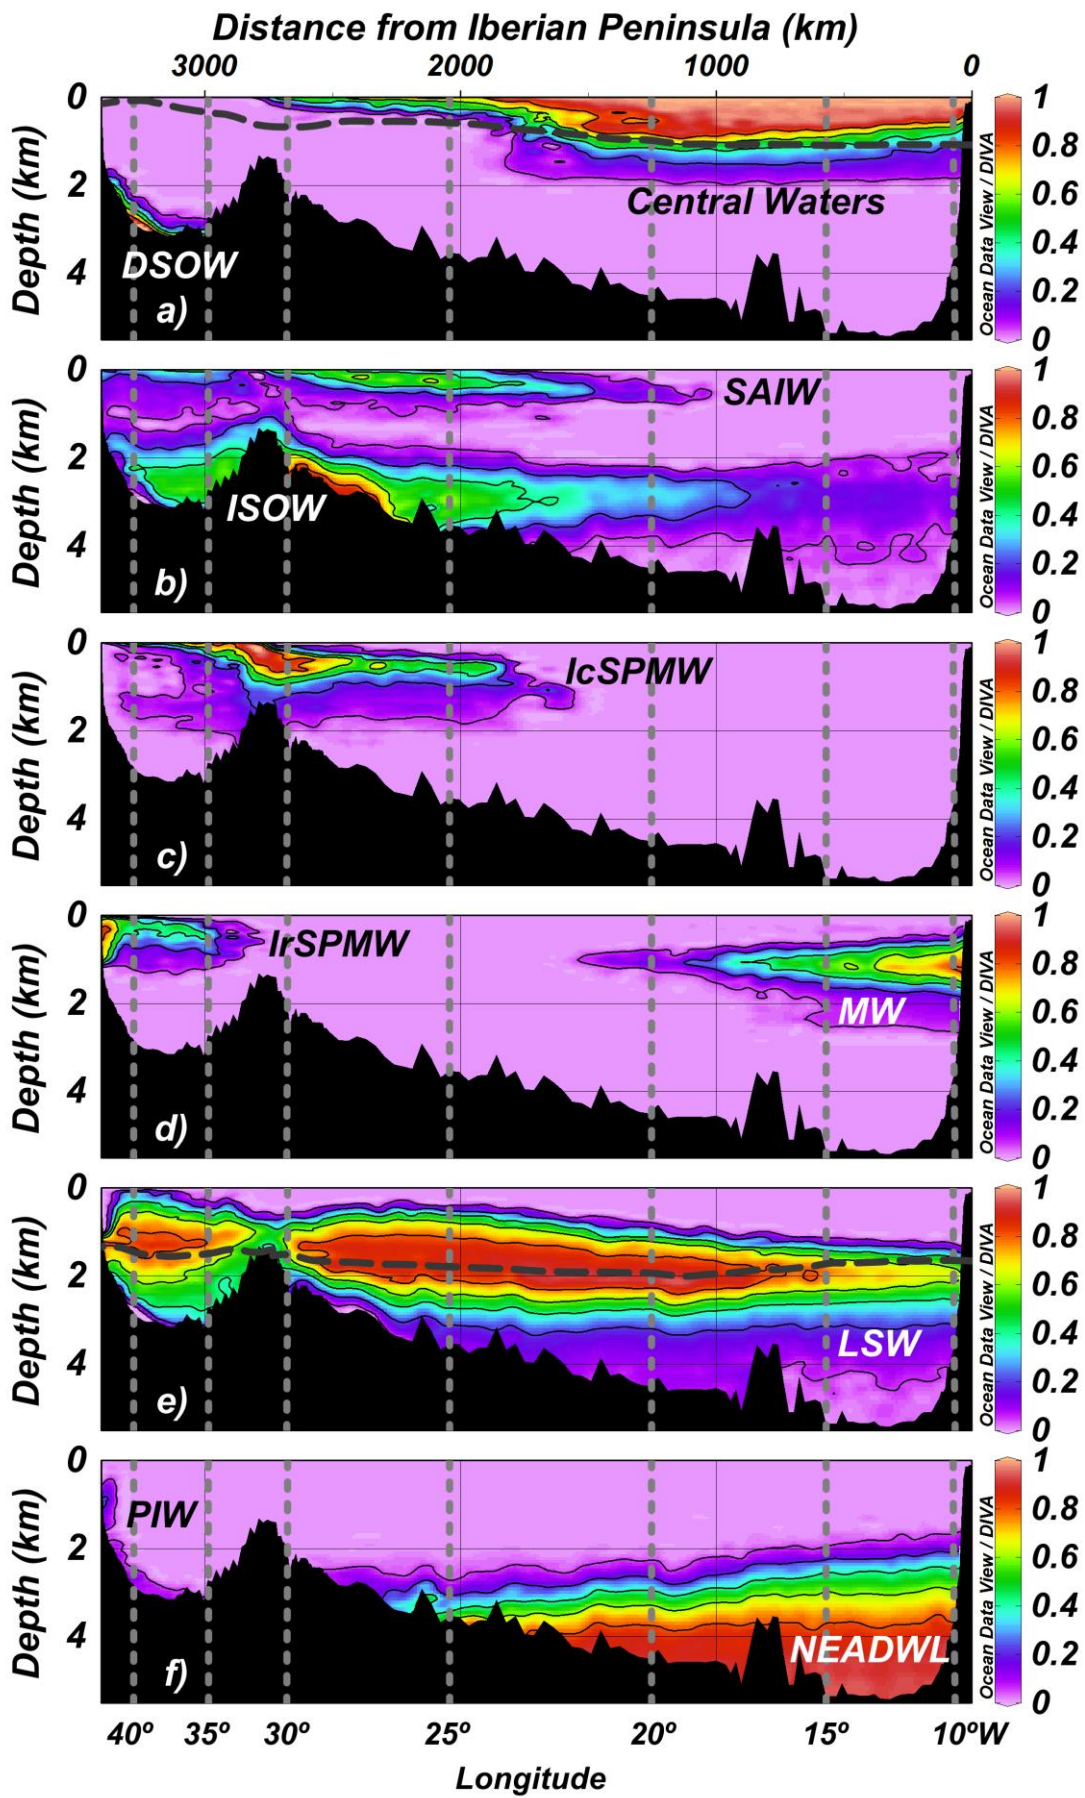 Distance from Iberian Peninsula (km)
3000 2000 1000 0
0
2
4
Depth (km)
DSOW
Central Waters
a)
Ocean Data View / DIVA
1
0.8
0.6
0.4
0.2
0
0
2
4
Depth (km)
SAIW
ISOW
b)
Ocean Data View / DIVA
1
0.8
0.6
0.4
0.2
0
0
2
4
Depth (km)
IcSPMW
c)
Ocean Data View / DIVA
1
0.8
0.6
0.4
0.2
0
0
2
4
Depth (km)
IrSPMW
MW
d)
Ocean Data View / DIVA
1
0.8
0.6
0.4
0.2
0
0
2
4
Depth (km)
LSW
e)
Ocean Data View / DIVA
1
0.8
0.6
0.4
0.2
0
0
2
4
Depth (km)
PIW
NEADWL
f)
Ocean Data View / DIVA
1
0.8
0.6
0.4
0.2
0
40º 35º 30º 25º 20º 15º 10ºW
Longitude